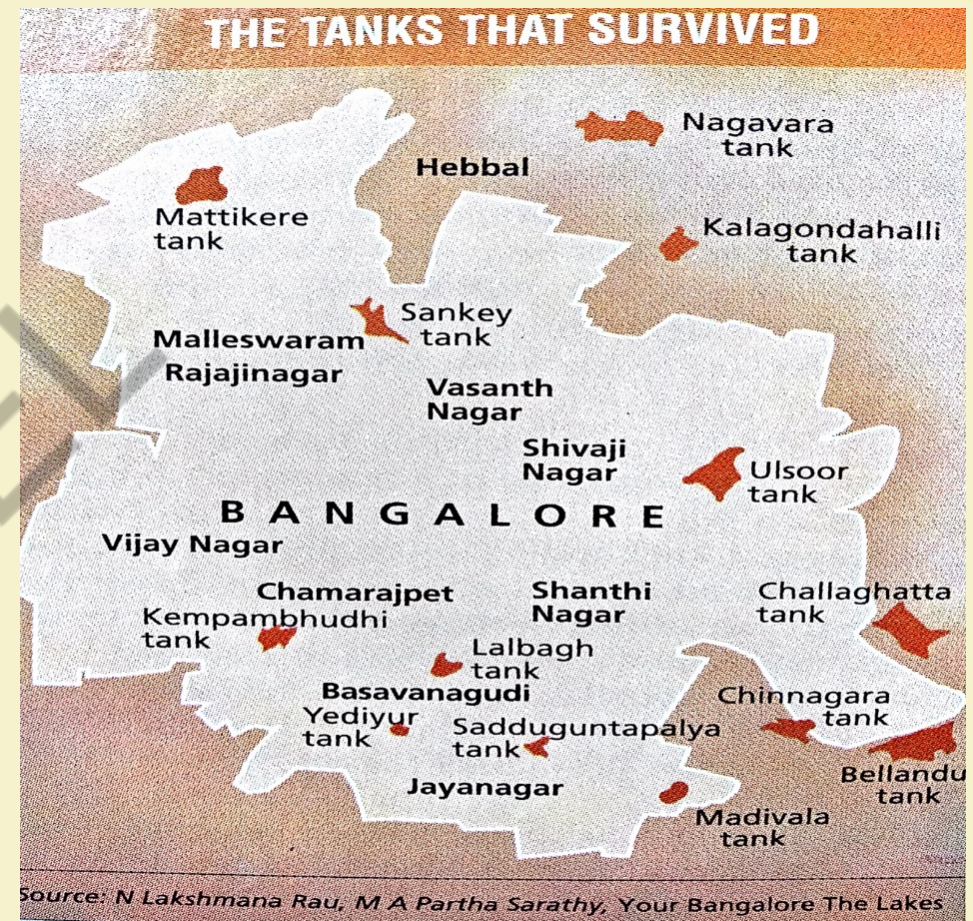 THE TANKS THAT SURVIVED
Nagavara
tank
Hebbal
Mattikere
tank
Kalagondahalli
tank
Sankey
tank
Malleswaram
Rajajinagar
Vasanth
Nagar
Shivaji
Nagar
Ulsoor
tank
BANGALORE
Vijay Nagar
Chamarajpet
Kempambhudhi
tank
Shanthi
Nagar
Challaghatta
tank
Lalbagh
tank
Basavanagudi
Yediyur
tank
Sadduguntapalya
tank
Chinnagara
tank
Bellandu
tank
Jayanagar
Madivala
tank
Source: N Lakshmana Rau, M A Partha Sarathy, Your Bangalore The Lakes